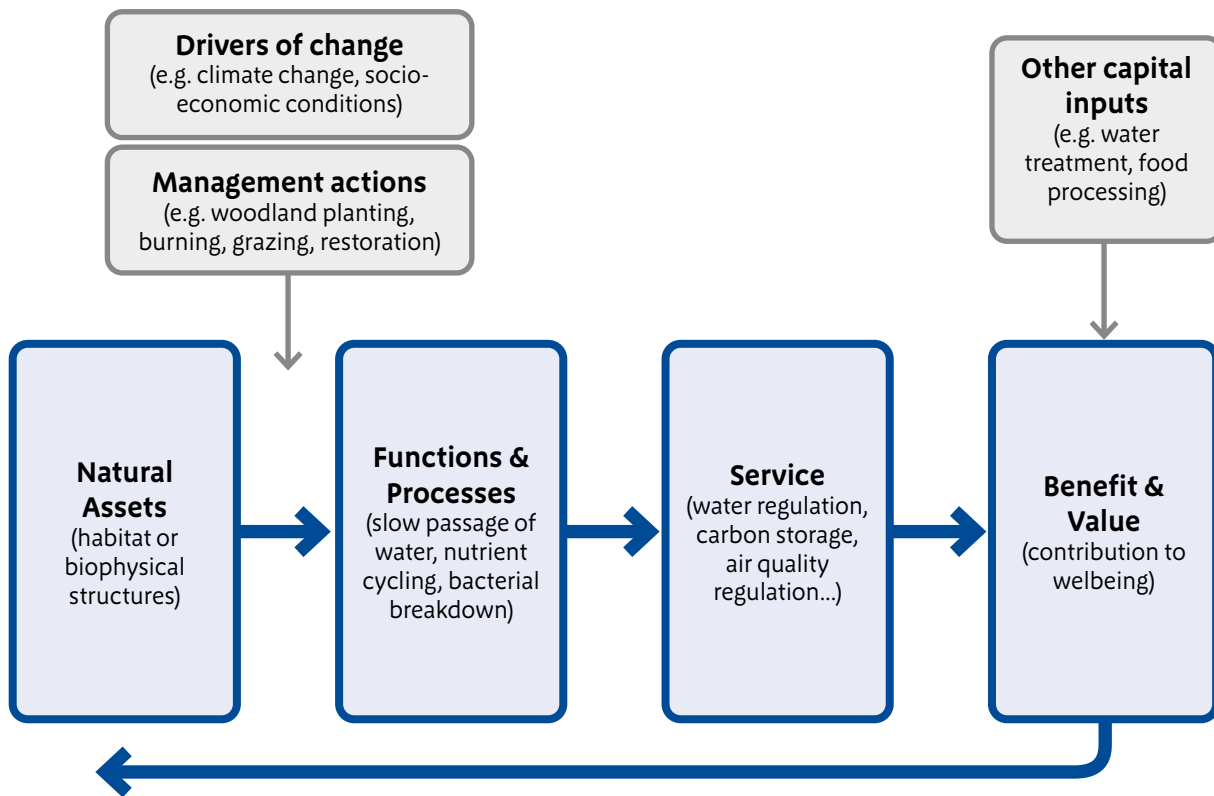 Drivers of change
(e.g. climate change, socio-
economic conditions)
Management actions
(e.g. woodland planting,
burning, grazing, restoration)
Other capital
inputs
(e.g. water
treatment, food
processing)
Natural
Assets
(habitat or
biophysical
structures)
Functions &
Processes
(slow passage of
water, nutrient
cycling, bacterial
breakdown)
Service
(water regulation,
carbon storage,
air quality
regulation...)
Benefit &
Value
(contribution to
welbeing)